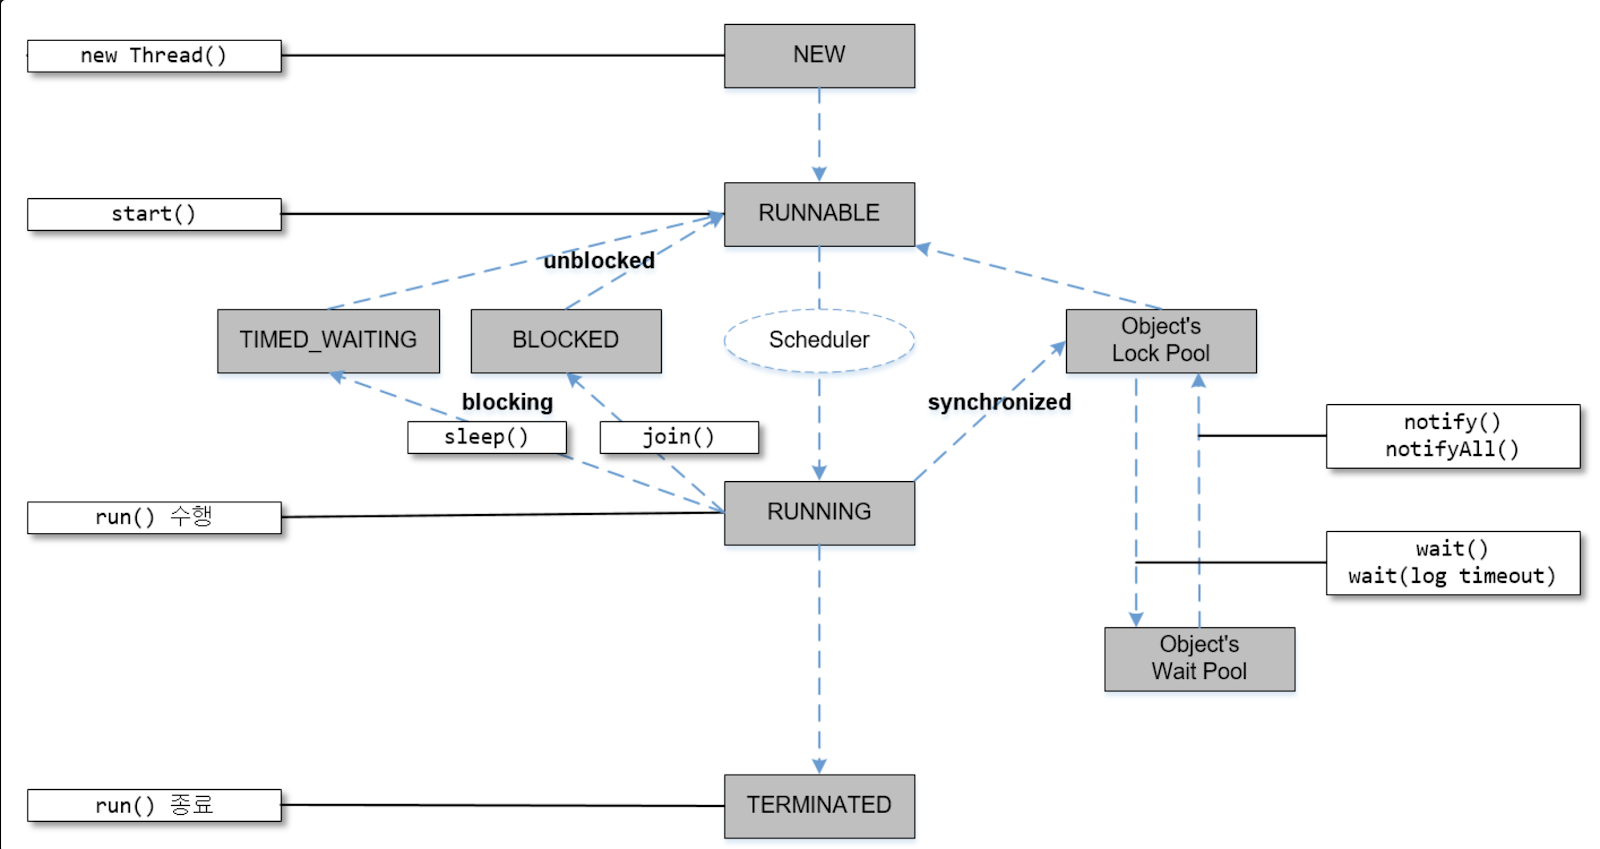 new Thread()
NEW
start()
RUNNABLE
unblocked
TIMED_WAITING
BLOCKED
Scheduler
Object's
Lock Pool
blocking
synchronized
sleep()
join()
notify()
notifyAll()
run() 수행
RUNNING
wait()
wait(log timeout)
Object's
Wait Pool
run() 종료
TERMINATED